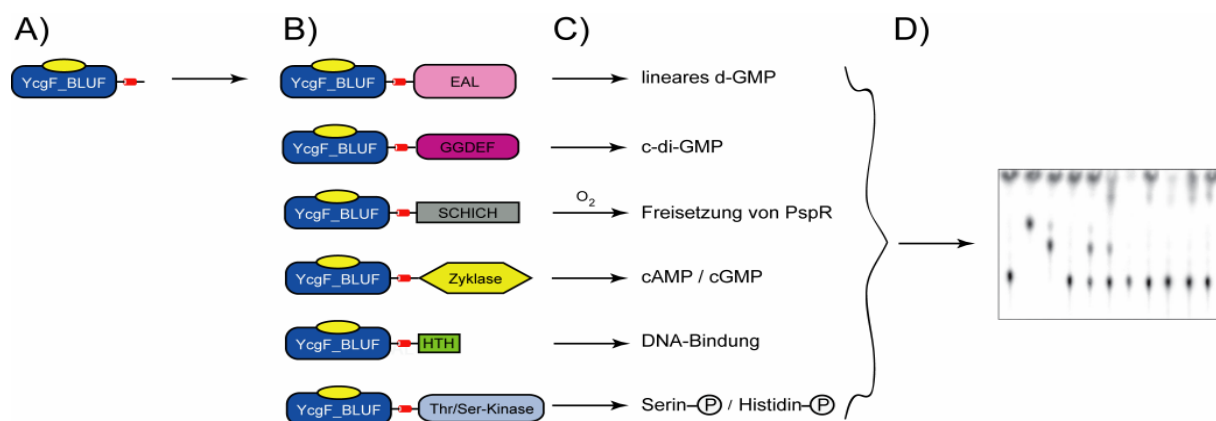 A) B) C) D)
YcgF_BLUF YcgF_BLUF EAL lineares d-GMP
YcgF_BLUF GGDEF c-di-GMP
YcgF_BLUF SCHICH O2 Freisetzung von PspR
YcgF_BLUF Zyklase cAMP / cGMP
YcgF_BLUF HTH DNA-Bindung
YcgF_BLUF Thr/Ser-Kinase Serin-P / Histidin-P